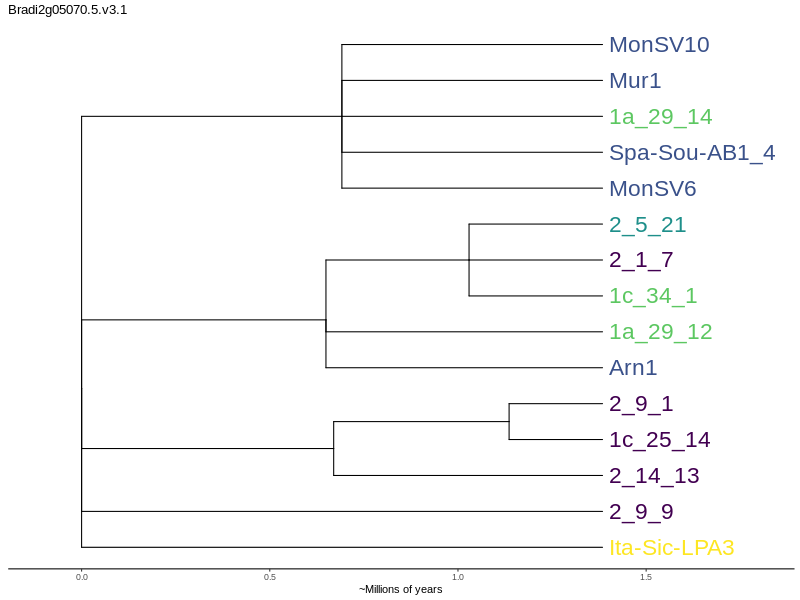 Bradi2g05070.5.v3.1
MonSV10
Mur1
1a_29_14
Spa-Sou-AB1_4
MonSV6
2_5_21
2_1_7
1c_34_1
1a_29_12
Arn1
2_9_1
1c_25_14
2_14_13
2_9_9
Ita-Sic-LPA3
0.0 0.5 1.0 1.5
~Millions of years